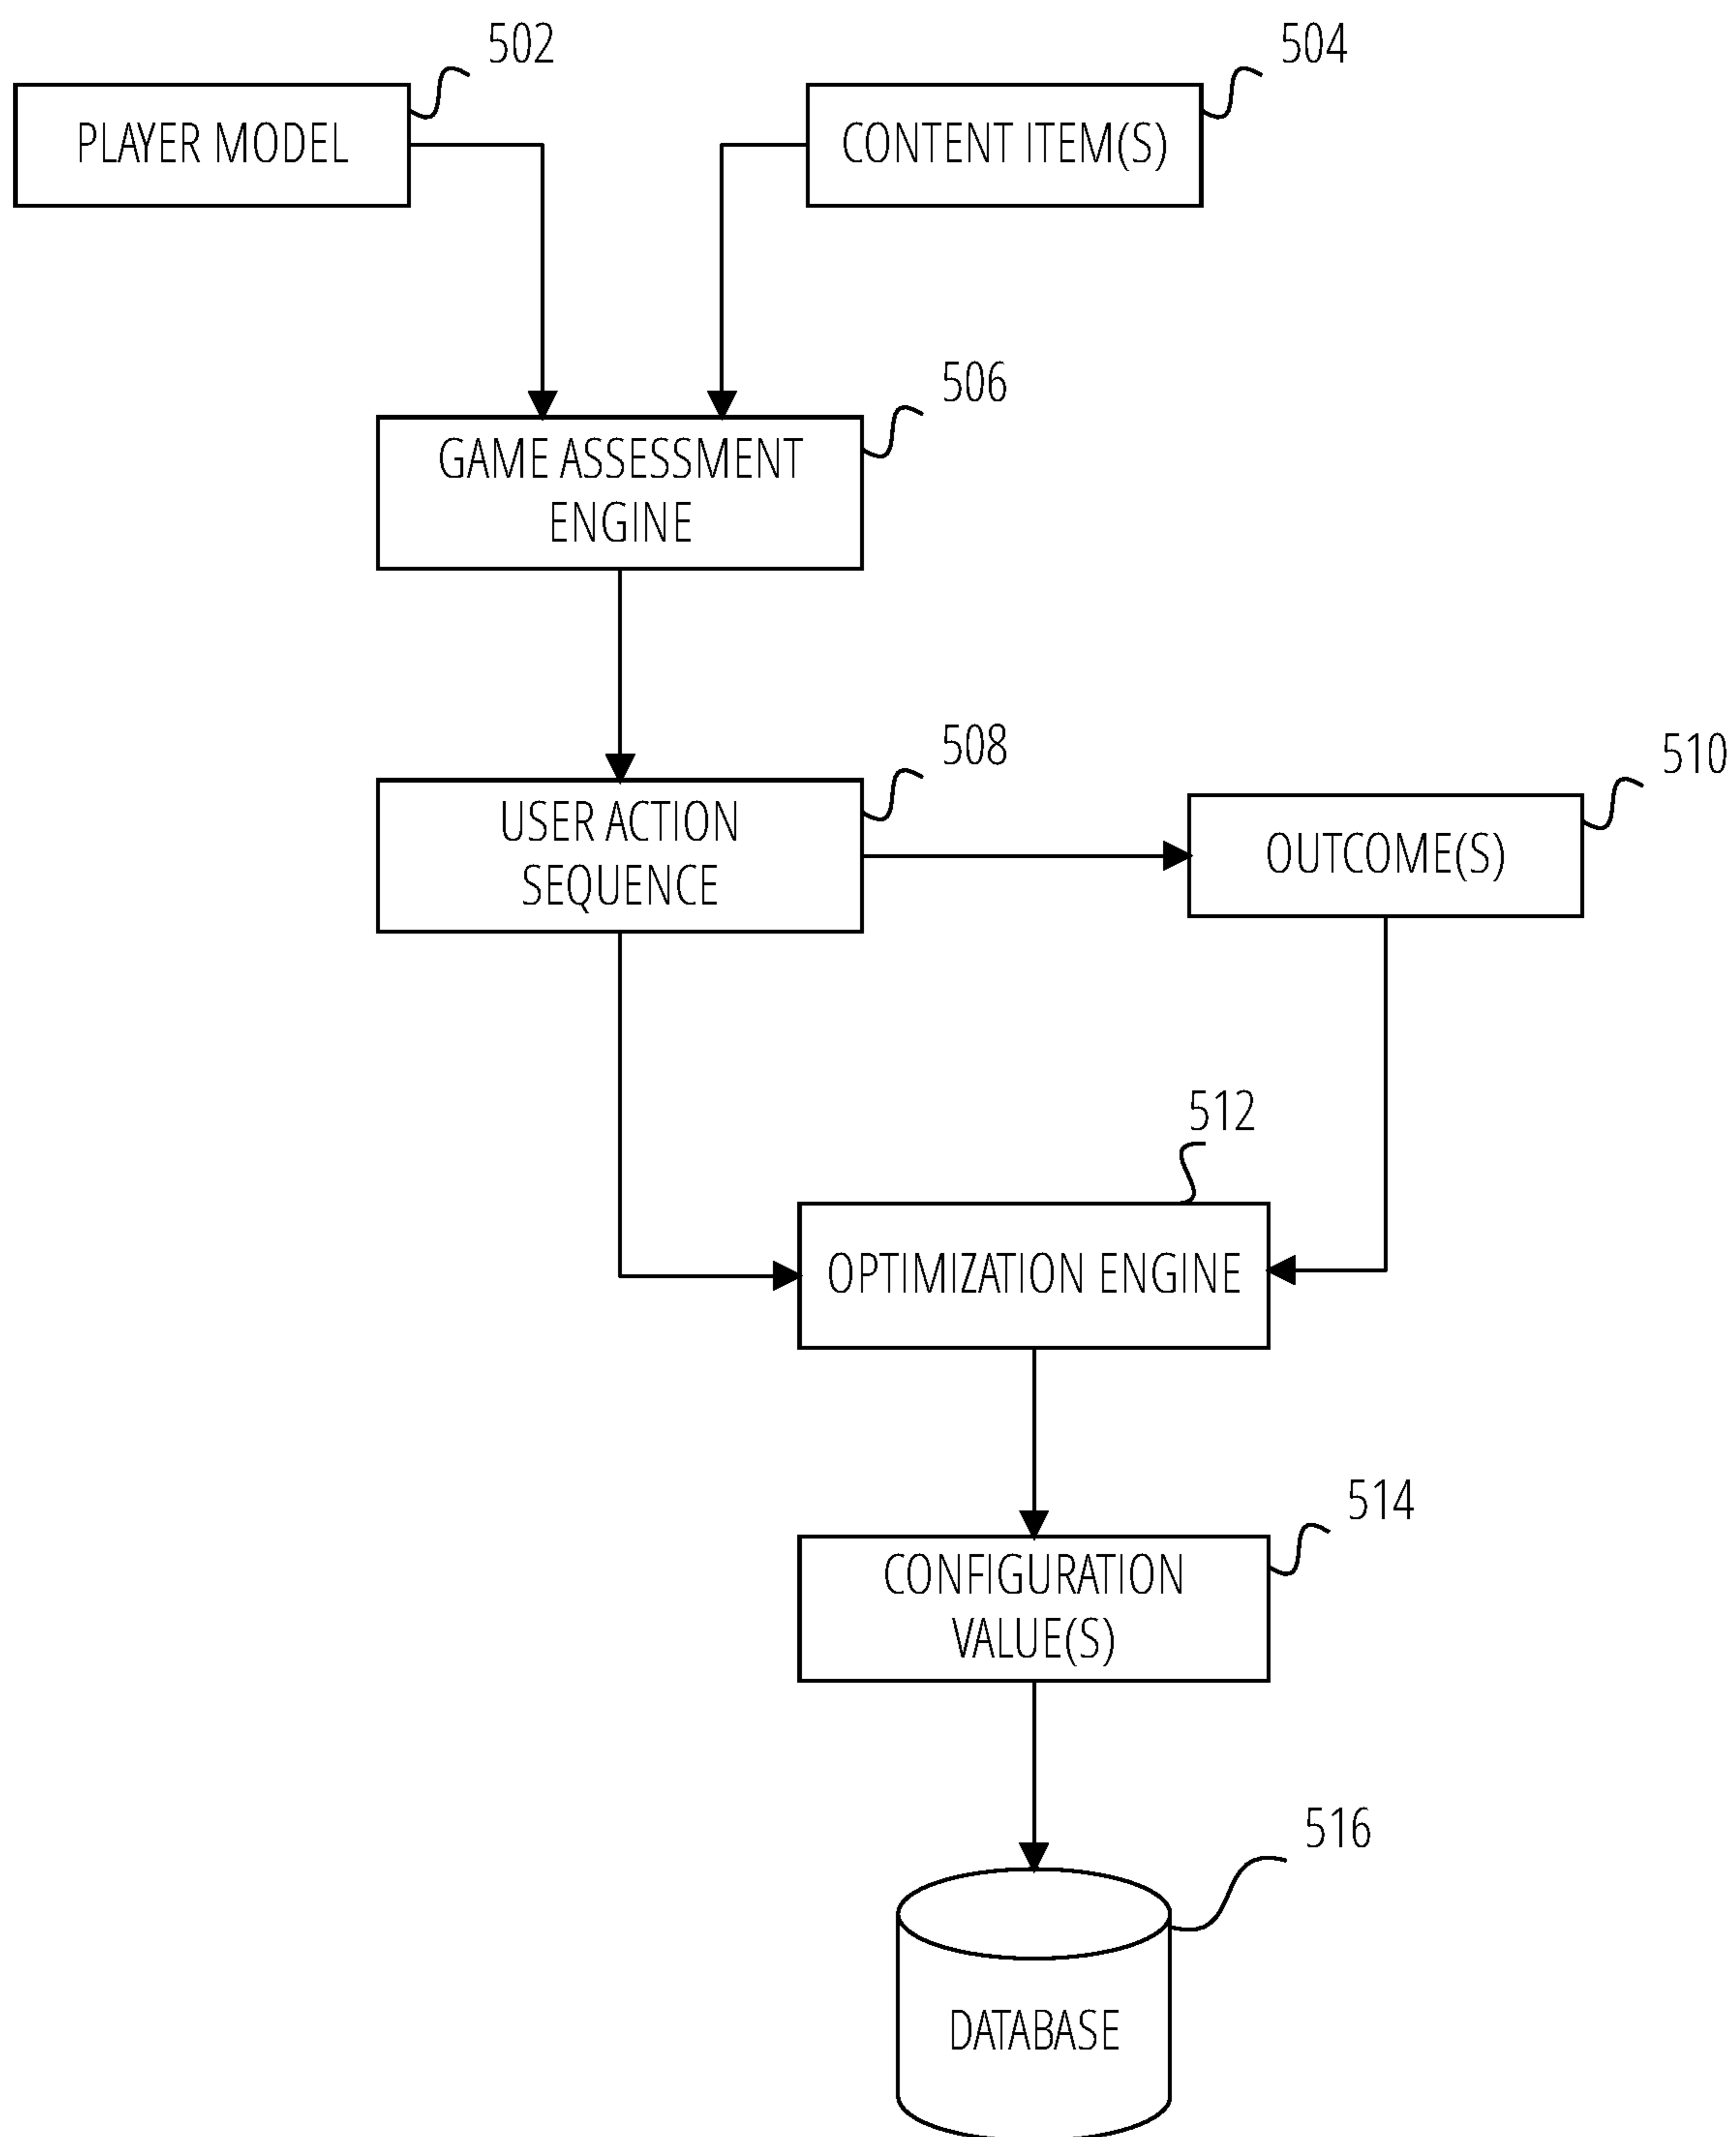 502
504
PLAYER MODEL
CONTENT ITEM(S)
506
GAME ASSESSMENT
ENGINE
508
510
USER ACTION
SEQUENCE
OUTCOME(S)
512
OPTIMIZATION ENGINE
514
CONFIGURATION
VALUE(S)
516
DATABASE